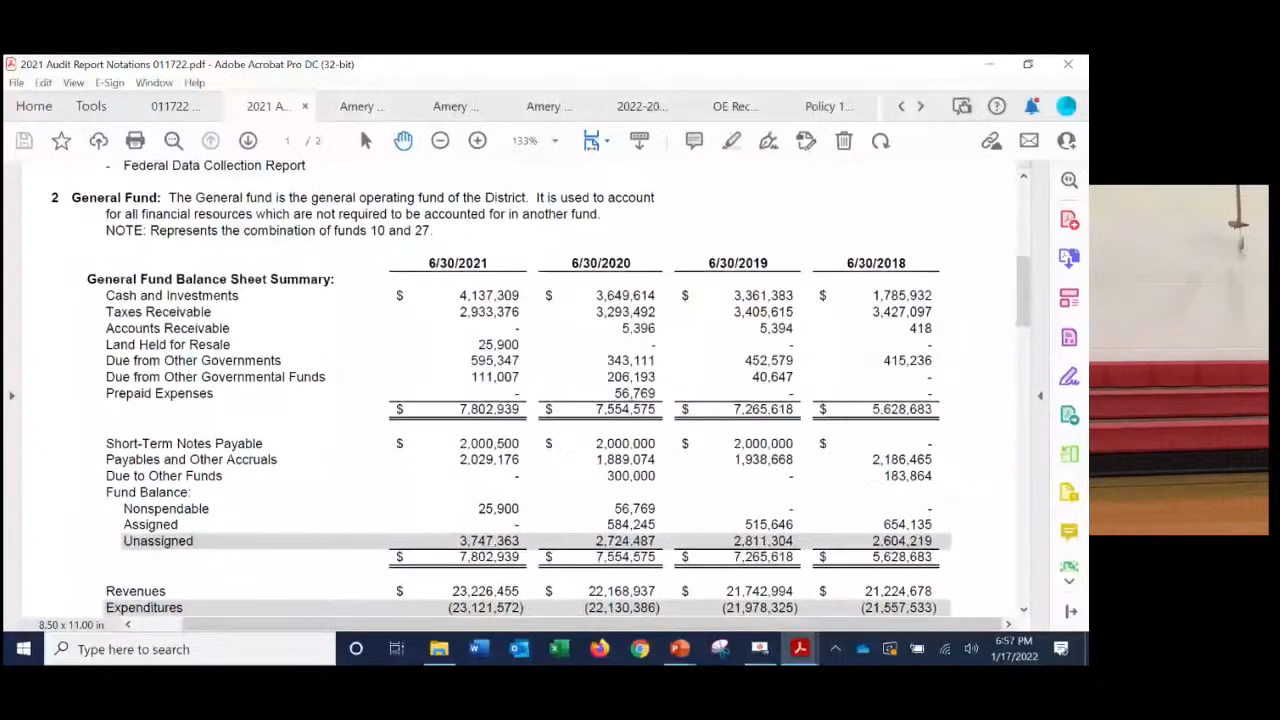 2021 Audit Report Notations 011722.pdf - Adobe Acrobat Pro DC (32-bit)
File Edit View E-Sign Window Help
Home Tools 011722 ... 2021 A... × Amery ... Amery ... Amery ... 2022-20... OE Rec... Policy 1...
1 / 2 133%
- Federal Data Collection Report
2 General Fund: The General fund is the general operating fund of the District. It is used to account
for all financial resources which are not required to be accounted for in another fund.
NOTE: Represents the combination of funds 10 and 27.
6/30/2021 6/30/2020 6/30/2019 6/30/2018
General Fund Balance Sheet Summary:
Cash and Investments $ 4,137,309 $ 3,649,614 $ 3,361,383 $ 1,785,932
Taxes Receivable 2,933,376 3,293,492 3,405,615 3,427,097
Accounts Receivable - 5,396 5,394 418
Land Held for Resale 25,900 - - -
Due from Other Governments 595,347 343,111 452,579 415,236
Due from Other Governmental Funds 111,007 206,193 40,647 -
Prepaid Expenses - 56,769 - -
$ 7,802,939 $ 7,554,575 $ 7,265,618 $ 5,628,683
Short-Term Notes Payable $ 2,000,500 $ 2,000,000 $ 2,000,000 $ -
Payables and Other Accruals 2,029,176 1,889,074 1,938,668 2,186,465
Due to Other Funds - 300,000 - 183,864
Fund Balance:
Nonspendable 25,900 56,769 - -
Assigned - 584,245 515,646 654,135
Unassigned 3,747,363 2,724,487 2,811,304 2,604,219
$ 7,802,939 $ 7,554,575 $ 7,265,618 $ 5,628,683
Revenues $ 23,226,455 $ 22,168,937 $ 21,742,994 $ 21,224,678
Expenditures (23,121,572) (22,130,386) (21,978,325) (21,557,533)
8.50 x 11.00 in
Type here to search
6:57 PM
1/17/2022